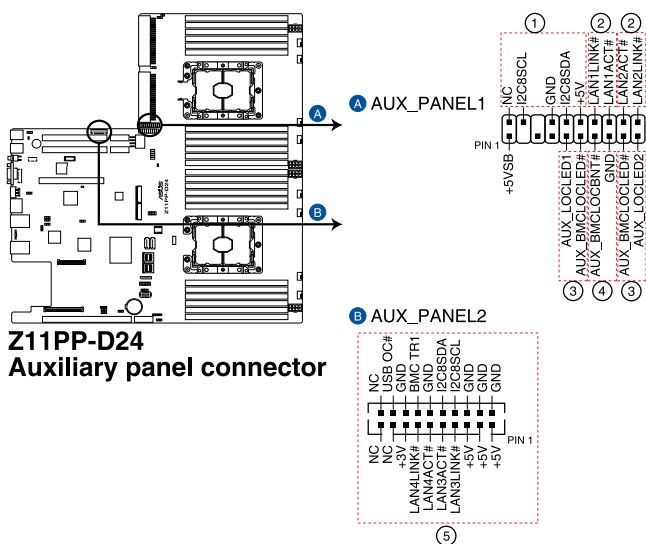 A
A AUX_PANEL1
B
1
2
2
NC
I2C8SCL
GND
I2C8SDA
+5V
LAN1LINK#
LAN1ACT#
LAN2ACT#
LAN2LINK#
PIN 1
+5VSB
AUX_LOCLED1
AUX_BMCLOCLED#
AUX_BMCLOCBNT#
GND
AUX_BMCLOCLED#
AUX_LOCLED2
3
4
3
Z11PP-D24
Z11PP-D24
Auxiliary panel connector
B AUX_PANEL2
NC
USB OC#
GND
BMC TR1
GND
I2C8SDA
I2C8SCL
GND
GND
GND
PIN 1
NC
NC
+3V
LAN4LINK#
LAN4ACT#
LAN3ACT#
LAN3LINK#
+5V
+5V
+5V
5